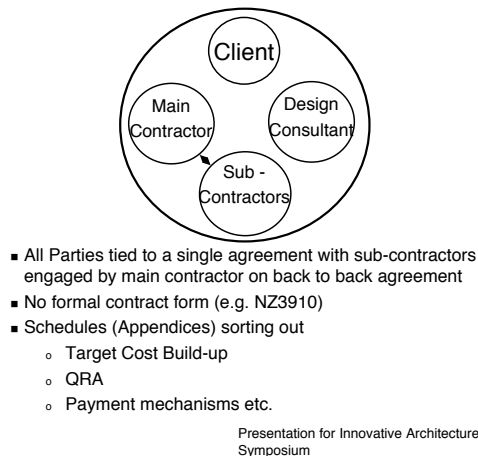 Client
Main
Contractor
Design
Consultant
Sub -
Contractors
▪ All Parties tied to a single agreement with sub-contractors
engaged by main contractor on back to back agreement
▪ No formal contract form (e.g. NZ3910)
▪ Schedules (Appendices) sorting out
o Target Cost Build-up
o QRA
o Payment mechanisms etc.
Presentation for Innovative Architecture
Symposium